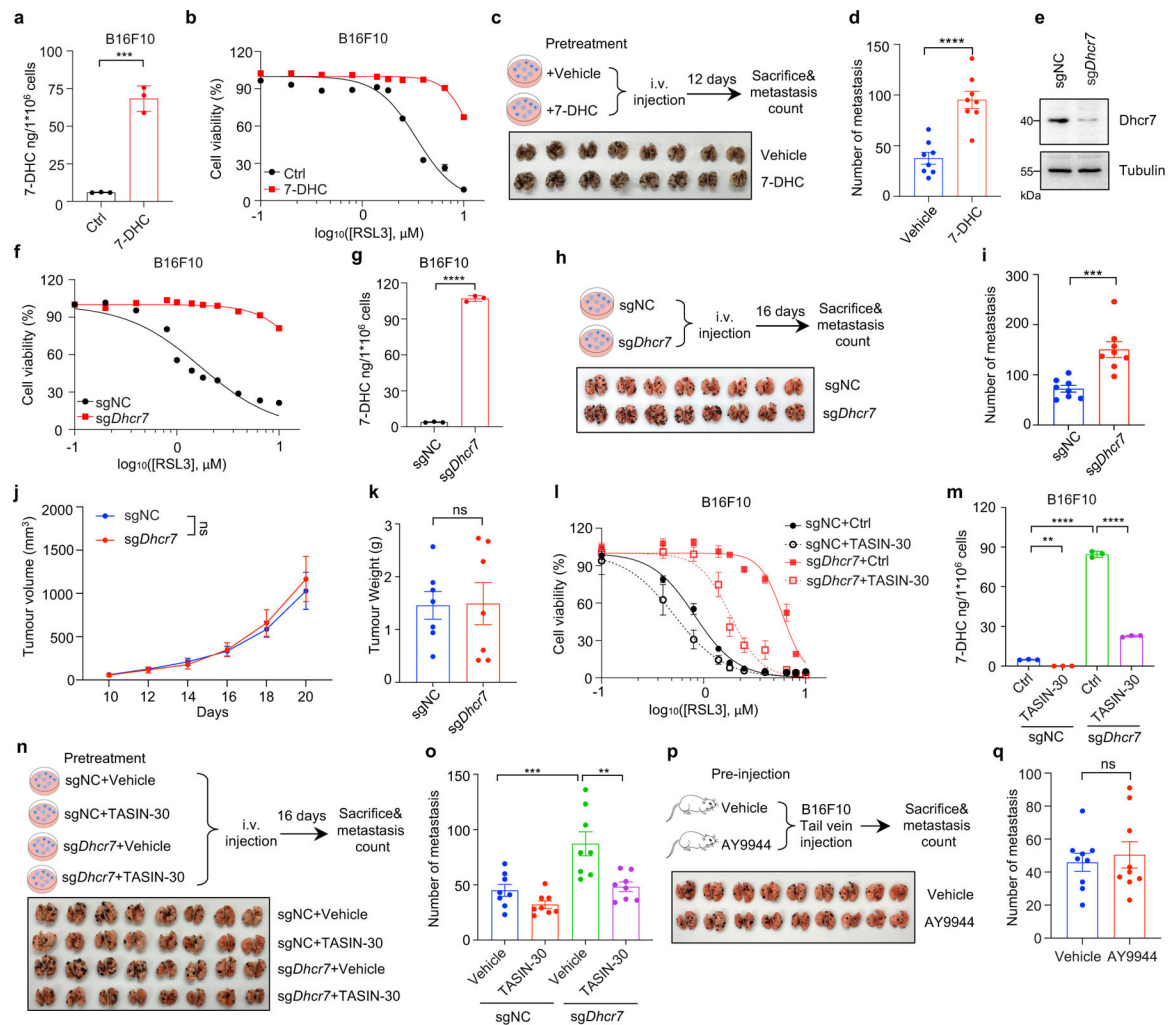 a
B16F10
***
7-DHC ng/1*10⁶ cells
100
75
50
25
0
Ctrl
7-DHC
b
B16F10
Cell viability (%)
120
90
60
30
0
Ctrl
7-DHC
-1
0
1
log₁₀([RSL3], μM)
c
Pretreatment
+Vehicle
+7-DHC
i.v.
injection
12 days
Sacrifice&
metastasis
count
Vehicle
7-DHC
d
****
Number of metastasis
150
100
50
0
Vehicle
7-DHC
e
sgNC
sgDhcr7
40
Dhcr7
55
Tubulin
kDa
f
B16F10
Cell viability (%)
120
90
60
30
0
sgNC
sgDhcr7
-1
0
1
log₁₀([RSL3], μM)
g
B16F10
****
7-DHC ng/1*10⁶ cells
120
90
60
30
0
sgNC
sgDhcr7
h
sgNC
sgDhcr7
i.v.
injection
16 days
Sacrifice&
metastasis
count
sgNC
sgDhcr7
i
***
Number of metastasis
300
200
100
0
sgNC
sgDhcr7
j
Tumour volume (mm³)
2000
1500
1000
500
0
sgNC
sgDhcr7
ns
10
12
14
16
18
20
Days
k
ns
Tumour Weight (g)
4
3
2
1
0
sgNC
sgDhcr7
l
B16F10
Cell viability (%)
120
90
60
30
0
sgNC+Ctrl
sgNC+TASIN-30
sgDhcr7+Ctrl
sgDhcr7+TASIN-30
-1
0
1
log₁₀([RSL3], μM)
m
B16F10
****
****
**
7-DHC ng/1*10⁶ cells
120
90
60
30
0
Ctrl
TASIN-30
Ctrl
TASIN-30
sgNC
sgDhcr7
n
Pretreatment
sgNC+Vehicle
sgNC+TASIN-30
sgDhcr7+Vehicle
sgDhcr7+TASIN-30
i.v.
injection
16 days
Sacrifice&
metastasis
count
sgNC+Vehicle
sgNC+TASIN-30
sgDhcr7+Vehicle
sgDhcr7+TASIN-30
o
***
**
Number of metastasis
150
100
50
0
Vehicle
TASIN-30
Vehicle
TASIN-30
sgNC
sgDhcr7
p
Pre-injection
Vehicle
AY9944
B16F10
Tail vein
injection
Sacrifice&
metastasis
count
Vehicle
AY9944
q
ns
Number of metastasis
100
80
60
40
20
0
Vehicle
AY9944